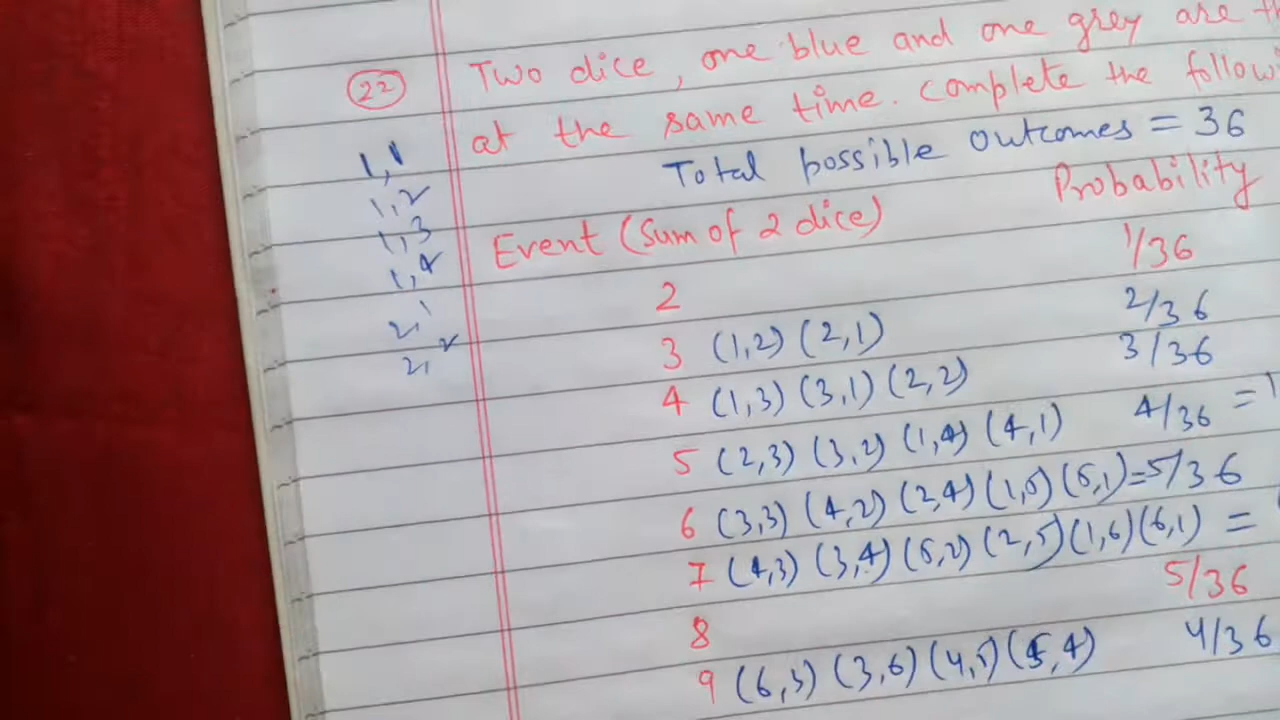 22 Two dice, one blue and one grey are
at the same time. Complete the
Total possible outcomes = 36
Event (Sum of 2 dice) Probability
2 1/36
3 (1,2) (2,1) 2/36
4 (1,3) (3,1) (2,2) 3/36
5 (2,3) (3,2) (1,4) (4,1) 4/36 =
6 (3,3) (4,2) (2,4) (1,5) (5,1) = 5/36
7 (4,3) (3,4) (5,2) (2,5) (1,6) (6,1) =
8 5/36
9 (6,3) (3,6) (4,5) (5,4) 4/36
1,1
1,2
1,3
1,4
2,1
2,2